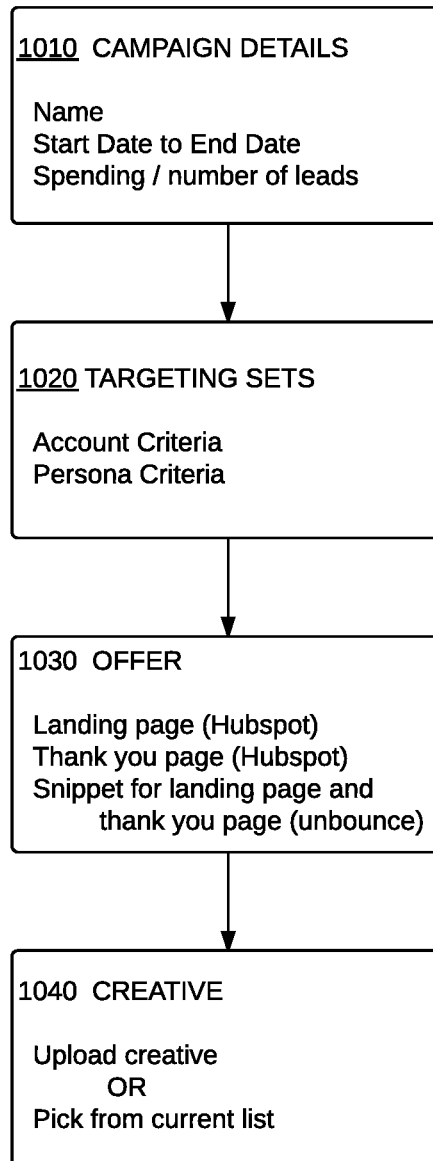 1010 CAMPAIGN DETAILS
Name
Start Date to End Date
Spending / number of leads
1020 TARGETING SETS
Account Criteria
Persona Criteria
1030 OFFER
Landing page (Hubspot)
Thank you page (Hubspot)
Snippet for landing page and
thank you page (unbounce)
1040 CREATIVE
Upload creative
OR
Pick from current list